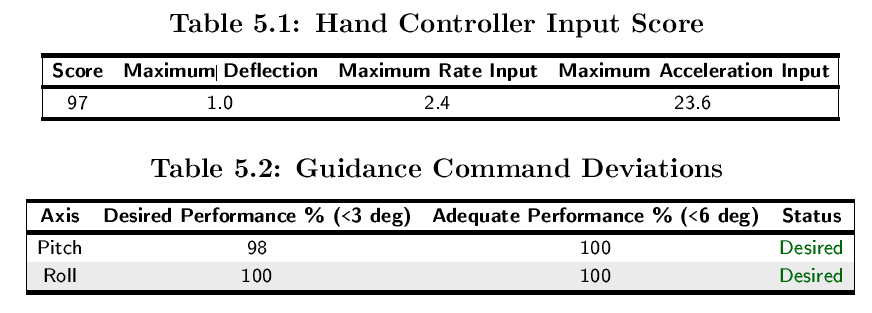 Table 5.1: Hand Controller Input Score
Score Maximum Deflection Maximum Rate Input Maximum Acceleration Input
97 1.0 2.4 23.6
Table 5.2: Guidance Command Deviations
Axis Desired Performance % (<3 deg) Adequate Performance % (<6 deg) Status
Pitch 98 100 Desired
Roll 100 100 Desired